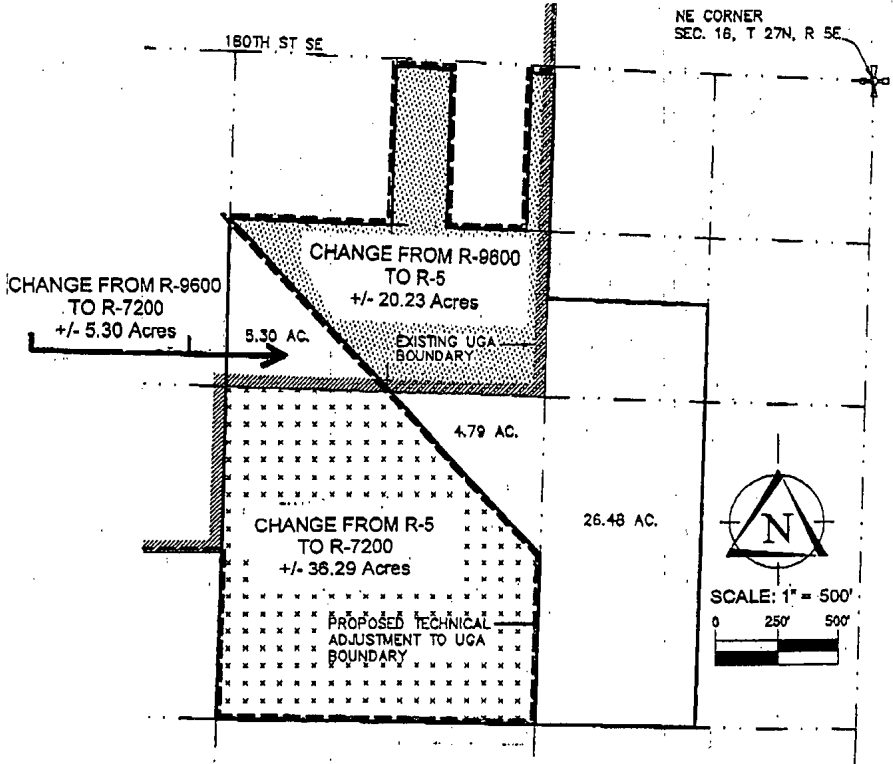 NE CORNER
SEC. 16, T 27N, R 5E
180TH ST SE
CHANGE FROM R-9600
TO R-5
+/- 20.23 Acres
CHANGE FROM R-9600
TO R-7200
+/- 5.30 Acres
5.30 AC.
EXISTING UGA
BOUNDARY
4.79 AC.
26.48 AC.
CHANGE FROM R-5
TO R-7200
+/- 36.29 Acres
N
SCALE: 1" = 500'
0 250' 500'
PROPOSED TECHNICAL
ADJUSTMENT TO UGA
BOUNDARY